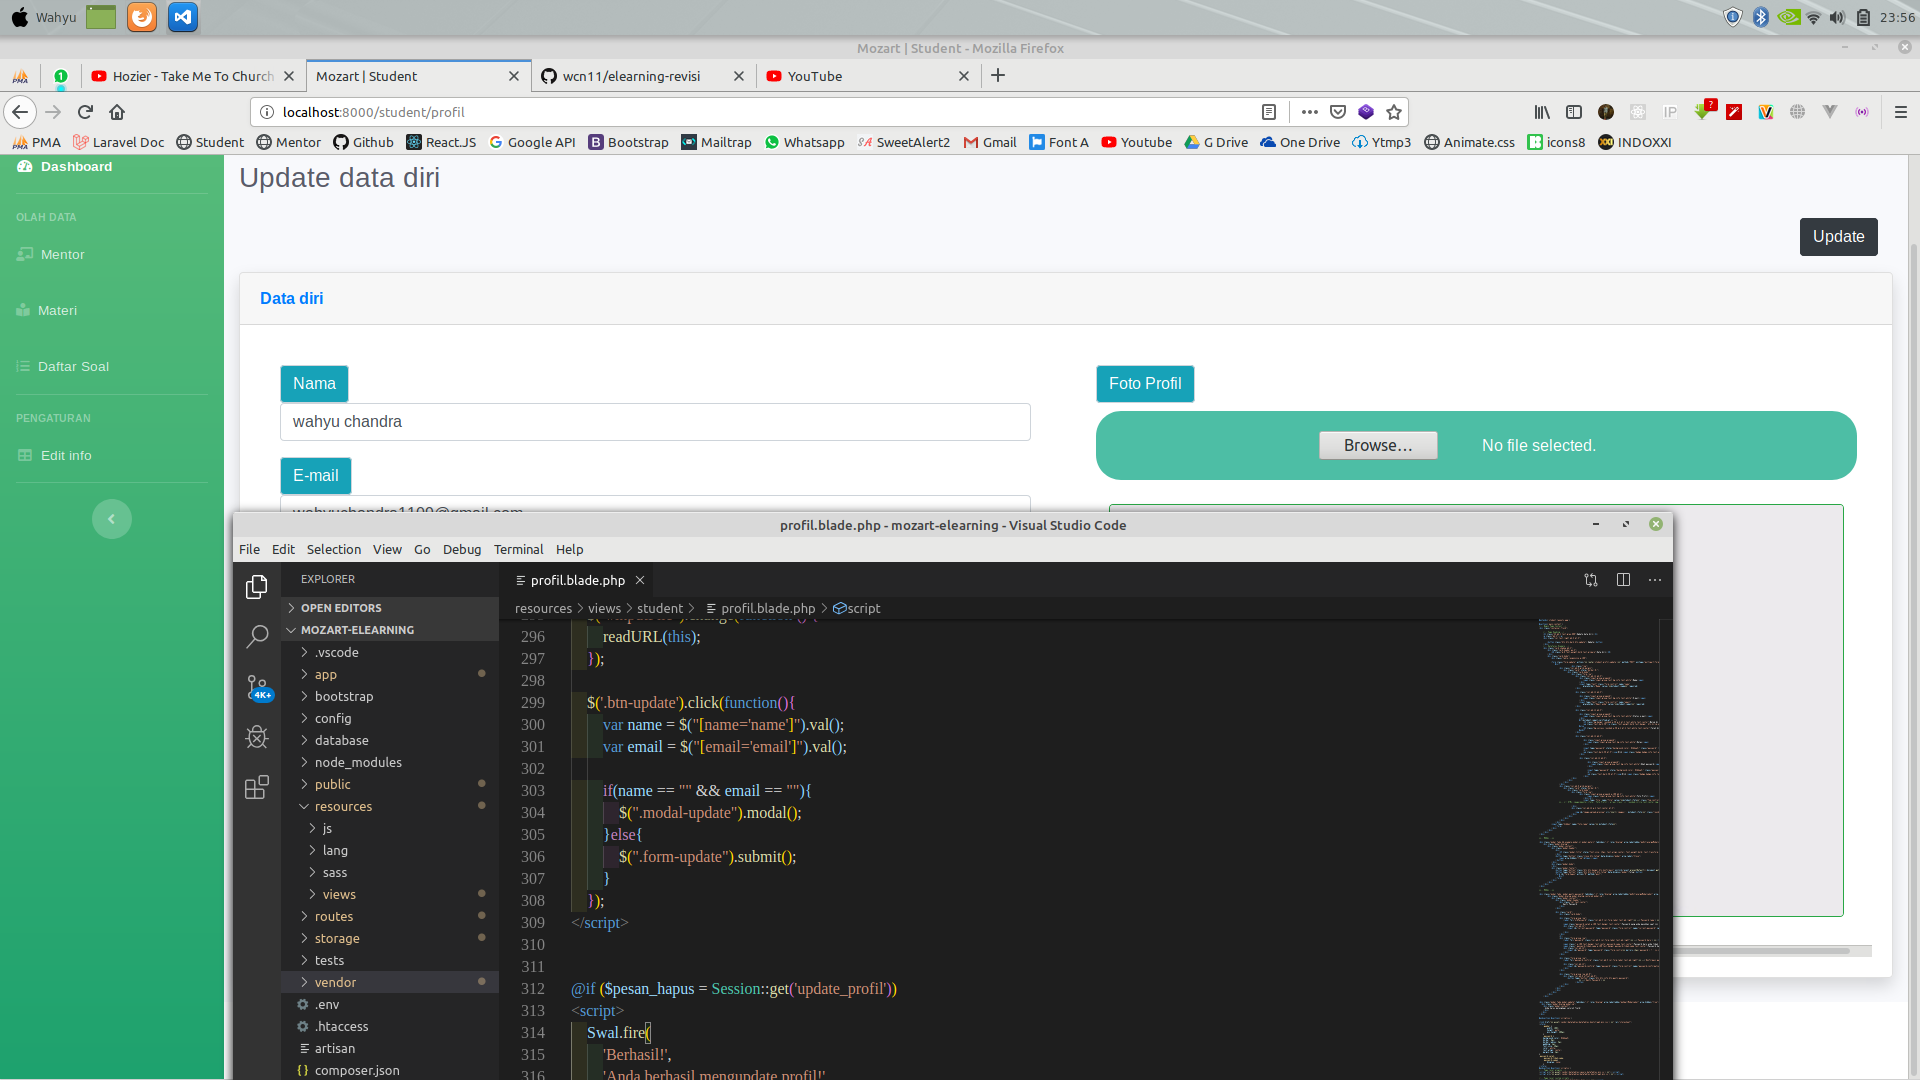 Wahyu
23:56
Mozart | Student - Mozilla Firefox
PMA
1
Hozier - Take Me To Church
Mozart | Student
wcn11/elearning-revisi
YouTube
localhost:8000/student/profil
IP
?
PMA
Laravel Doc
Student
Mentor
Github
React.JS
Google API
Bootstrap
Mailtrap
Whatsapp
SweetAlert2
Gmail
Font A
Youtube
G Drive
One Drive
Ytmp3
Animate.css
icons8
INDOXXI
Dashboard
OLAH DATA
Mentor
Materi
Daftar Soal
PENGATURAN
Edit info
Update data diri
Update
Data diri
Nama
wahyu chandra
E-mail
Foto Profil
Browse…
No file selected.
profil.blade.php - mozart-elearning - Visual Studio Code
File Edit Selection View Go Debug Terminal Help
EXPLORER
OPEN EDITORS
MOZART-ELEARNING
.vscode
app
bootstrap
config
database
node_modules
public
resources
js
lang
sass
views
routes
storage
tests
vendor
.env
.htaccess
artisan
composer.json
4K+
profil.blade.php
resources > views > student > profil.blade.php > script
296 readURL(this);
297 });
298
299 $('.btn-update').click(function(){
300 var name = $("[name='name']").val();
301 var email = $("[email='email']").val();
302
303 if(name == "" && email == ""){
304 $(".modal-update").modal();
305 }else{
306 $(".form-update").submit();
307 }
308 });
309 </script>
310
311
312 @if ($pesan_hapus = Session::get('update_profil'))
313 <script>
314 Swal.fire(
315 'Berhasil!',
316 'Anda berhasil mengupdate profil!'